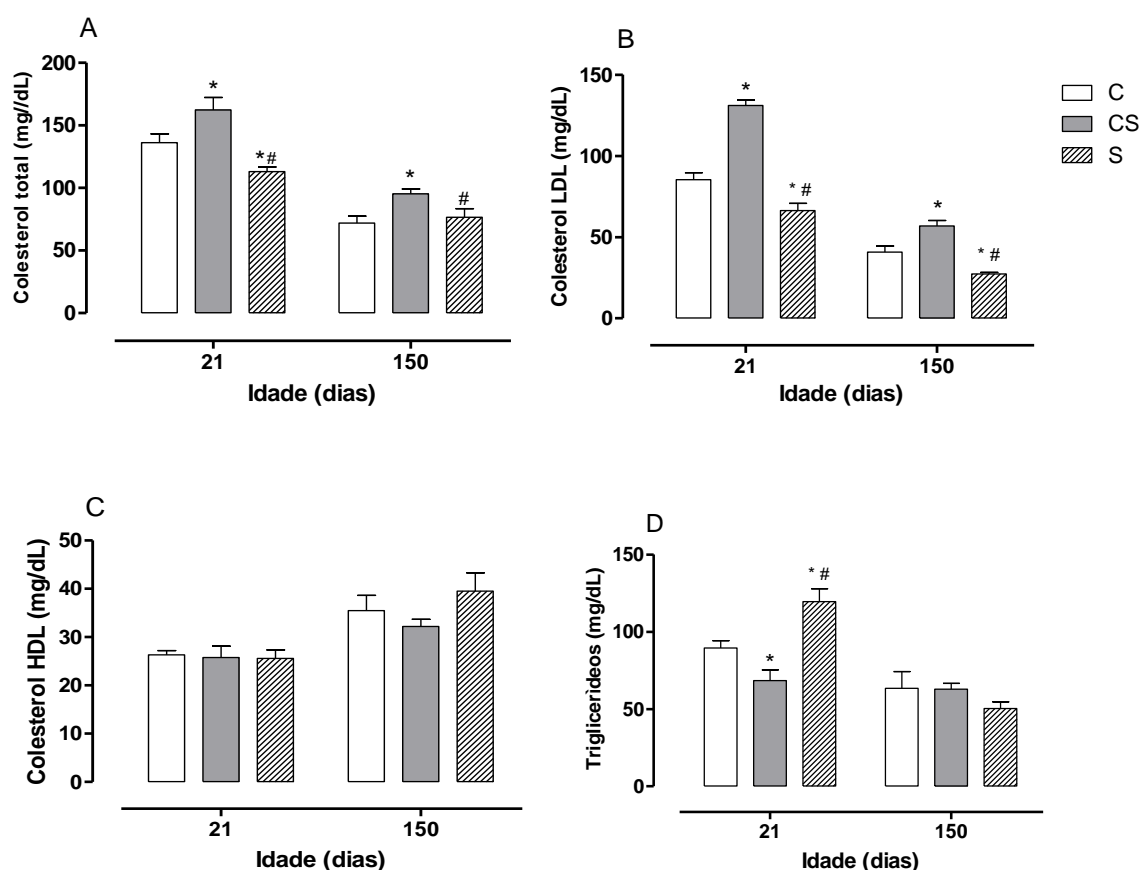 A
Colesterol total (mg//dL)
200
150
100
50
0
*
*#
*
#
21
150
Idade (dias)
B
Colesterol LDL (mg/dL)
150
100
50
0
*
* #
*
* #
21
150
Idade (dias)
C
CS
S
C
Colesterol HDL (mg/dL)
50
40
30
20
10
0
21
150
Idade (dias)
D
Triglicerìdeos (mg/dL)
150
100
50
0
*
* #
21
150
Idade (dias)